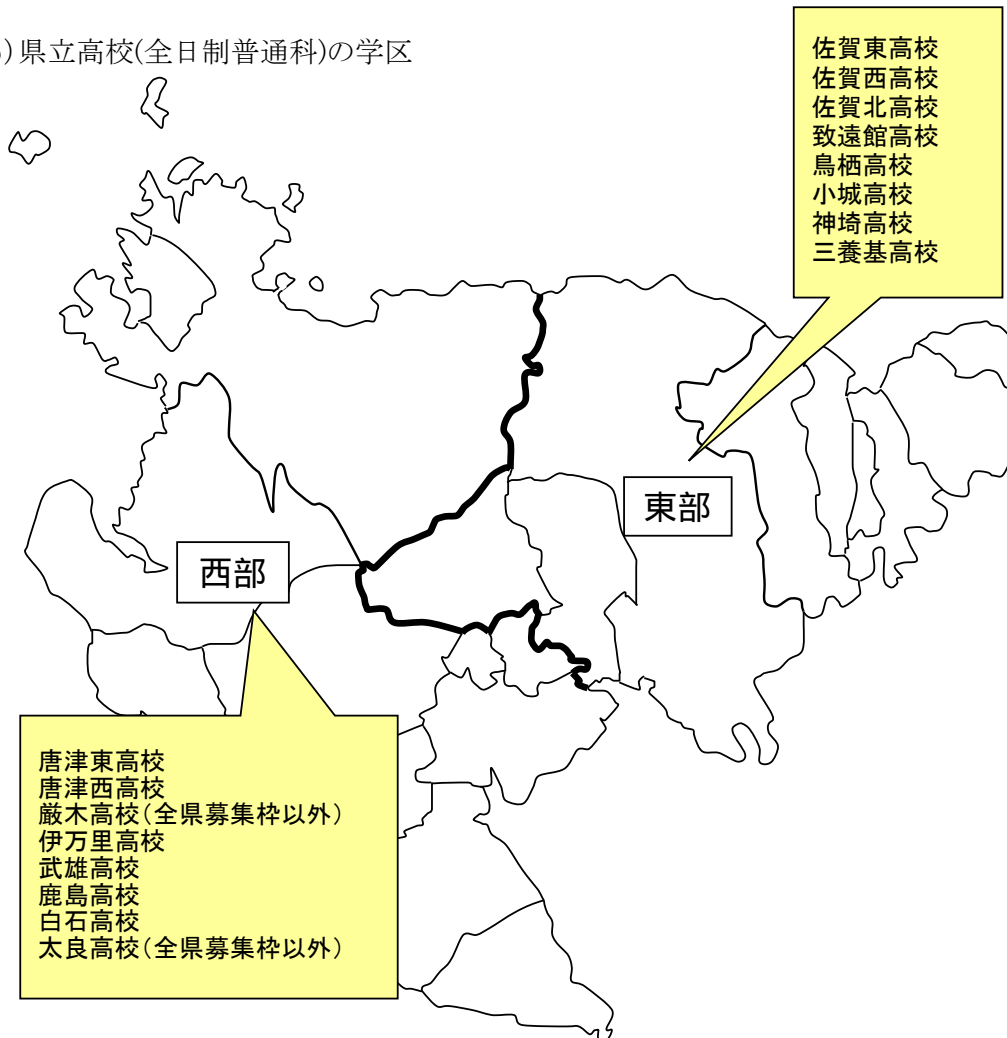 )県立高校(全日制普通科)の学区
佐賀東高校
佐賀西高校
佐賀北高校
致遠館高校
鳥栖高校
小城高校
神埼高校
三養基高校
東部
西部
唐津東高校
唐津西高校
厳木高校(全県募集枠以外)
伊万里高校
武雄高校
鹿島高校
白石高校
太良高校(全県募集枠以外)